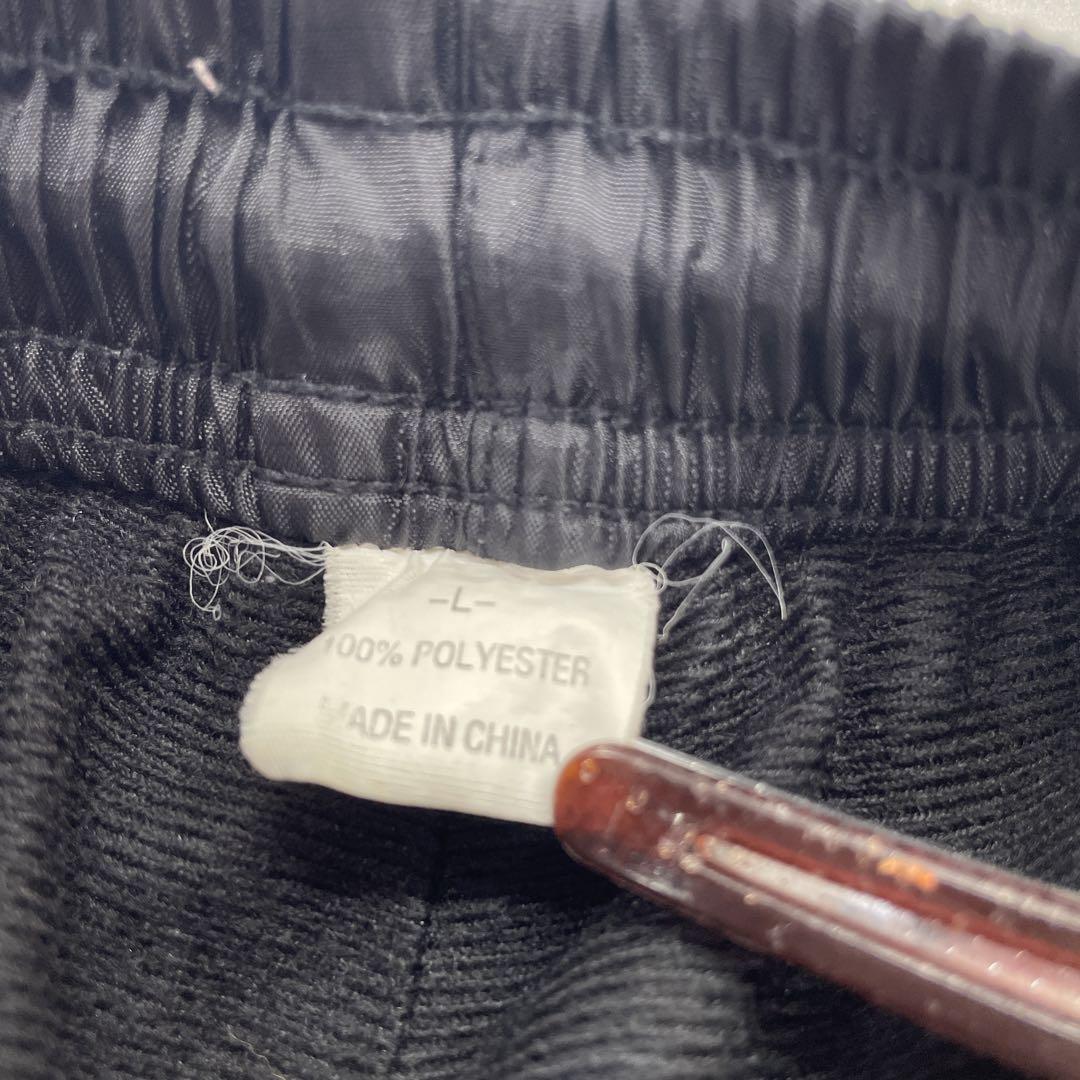 -L-
100% POLYESTER
MADE IN CHINA